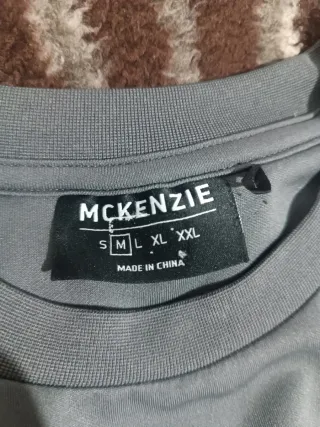 MCKENZIE
S M L XL XXL
MADE IN CHINA